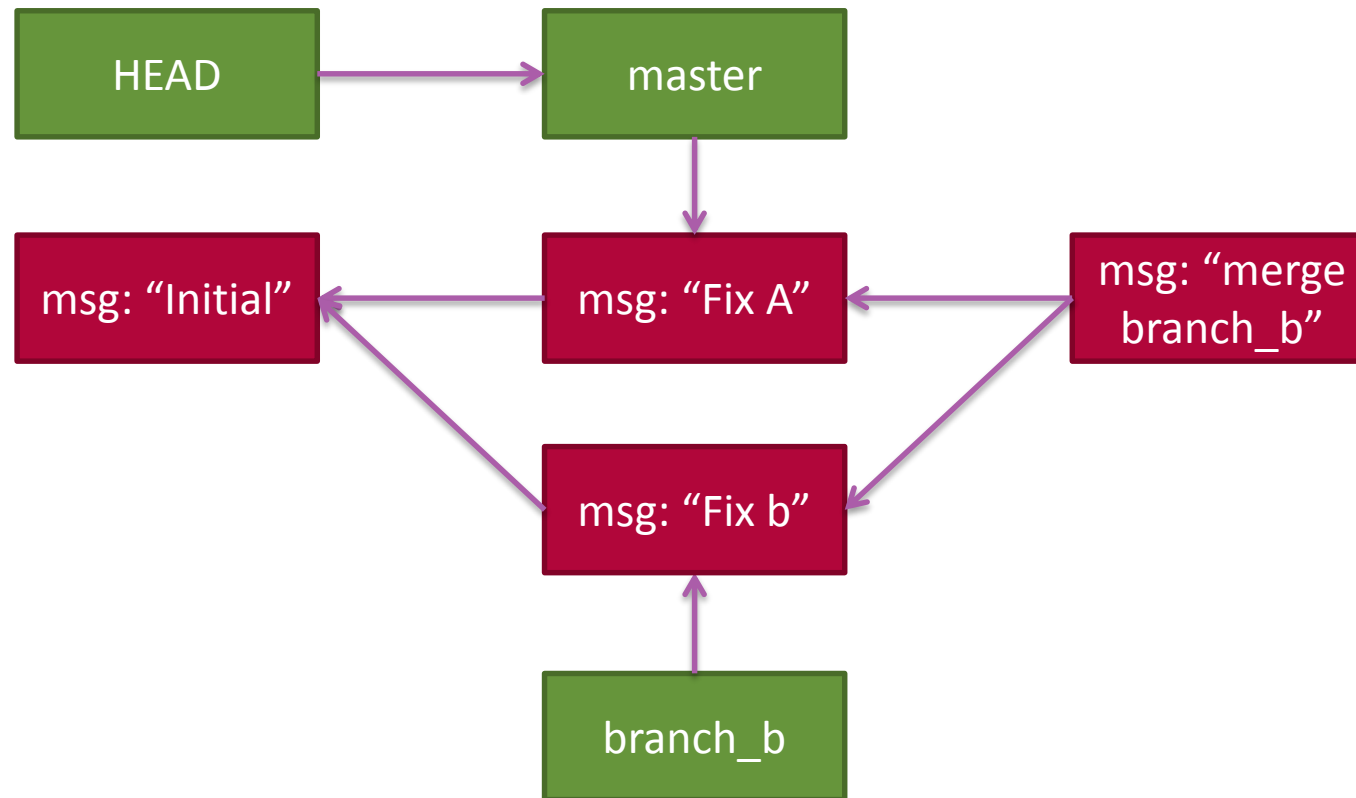 HEAD
master
msg: “Initial”
msg: “Fix A”
msg: “merge
branch_b”
msg: “Fix b”
branch_b